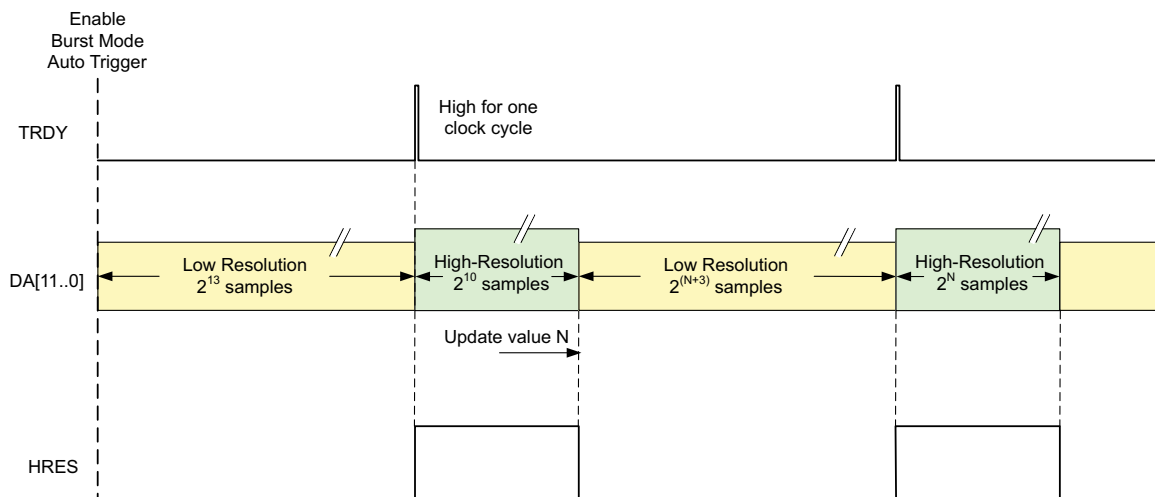 Enable
Burst Mode
Auto Trigger
TRDY
High for one
clock cycle
DA[11..0]
Low Resolution
2^13 samples
High-Resolution
2^10 samples
Low Resolution
2^(N+3) samples
High-Resolution
2^N samples
Update value N
HRES